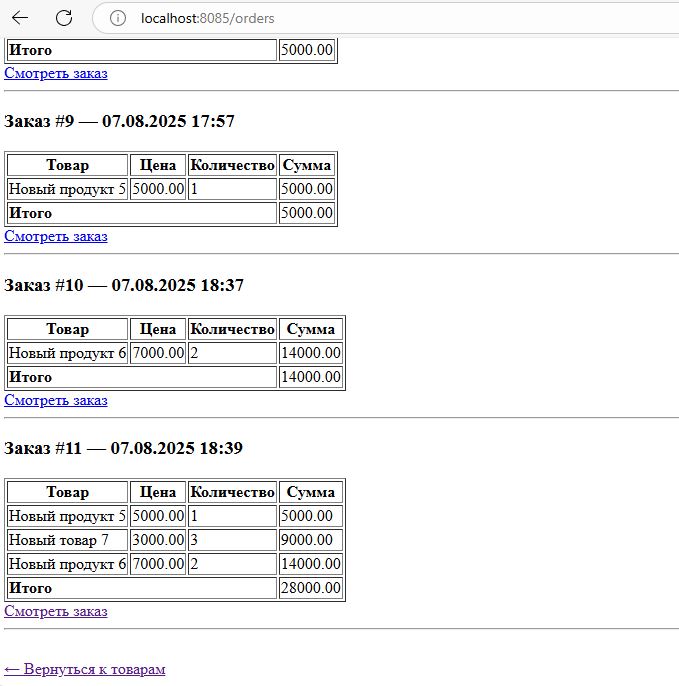 localhost:8085/orders
Итого 5000.00
Смотреть заказ
Заказ #9 — 07.08.2025 17:57
Товар Цена Количество Сумма
Новый продукт 5 5000.00 1 5000.00
Итого 5000.00
Смотреть заказ
Заказ #10 — 07.08.2025 18:37
Товар Цена Количество Сумма
Новый продукт 6 7000.00 2 14000.00
Итого 14000.00
Смотреть заказ
Заказ #11 — 07.08.2025 18:39
Товар Цена Количество Сумма
Новый продукт 5 5000.00 1 5000.00
Новый товар 7 3000.00 3 9000.00
Новый продукт 6 7000.00 2 14000.00
Итого 28000.00
Смотреть заказ
← Вернуться к товарам